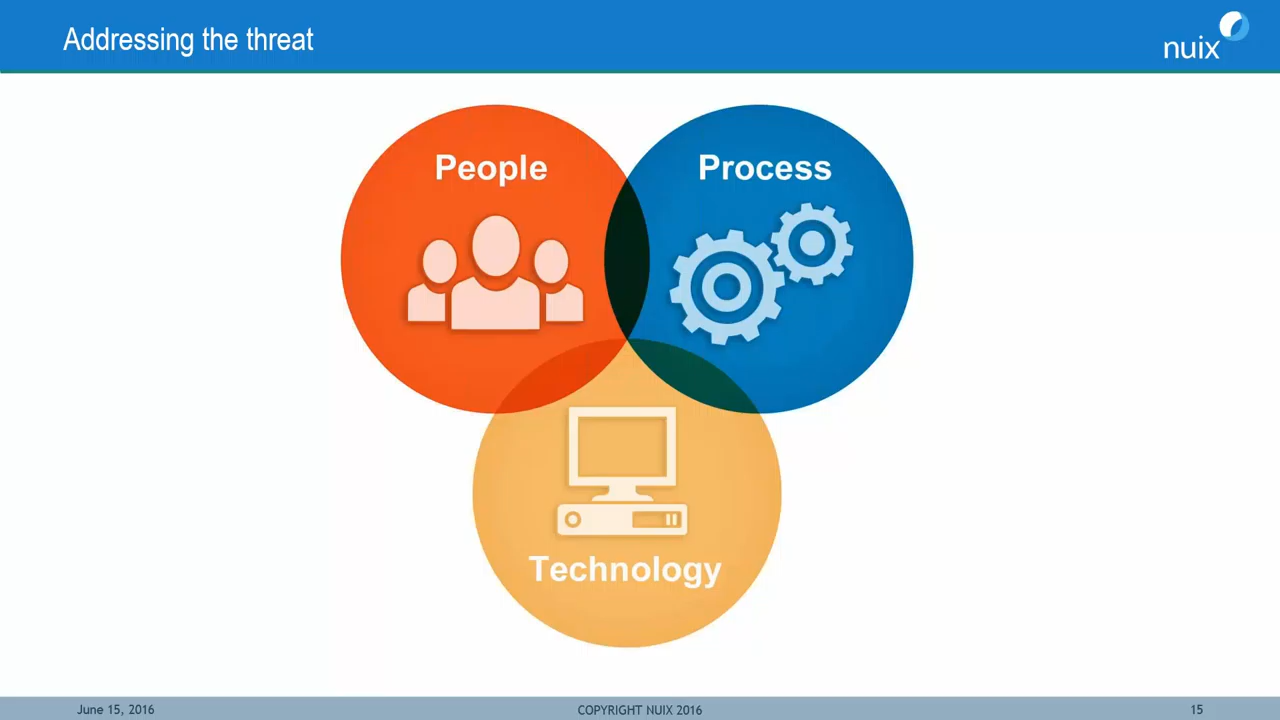 Addressing the threat
nuix
People
Process
Technology
June 15, 2016
COPYRIGHT NUIX 2016
15